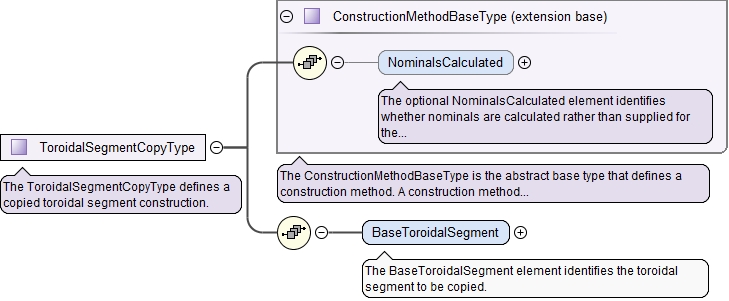 ConstructionMethodBaseType (extension base)
NominalsCalculated
The optional NominalsCalculated element identifies
whether nominals are calculated rather than supplied for
the...
ToroidalSegmentCopyType
The ToroidalSegmentCopyType defines a
copied toroidal segment construction.
The ConstructionMethodBaseType is the abstract base type that defines a
construction method. A construction method...
BaseToroidalSegment
The BaseToroidalSegment element identifies the toroidal
segment to be copied.